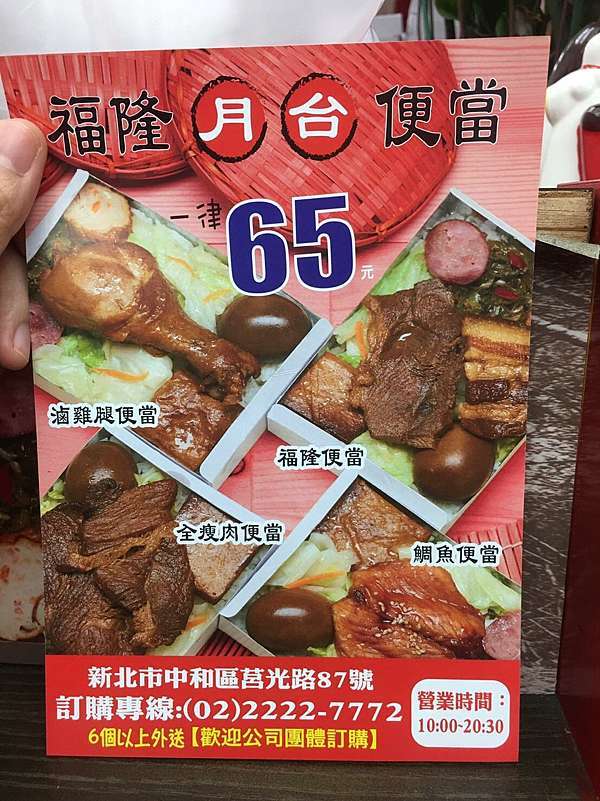 福隆月台便當
一律65元
滷雞腿便當
福隆便當
全瘦肉便當
鯛魚便當
新北市中和區莒光路87號
訂購專線:(02)2222-7772
6個以上外送【歡迎公司團體訂購】
營業時間：
10:00~20:30